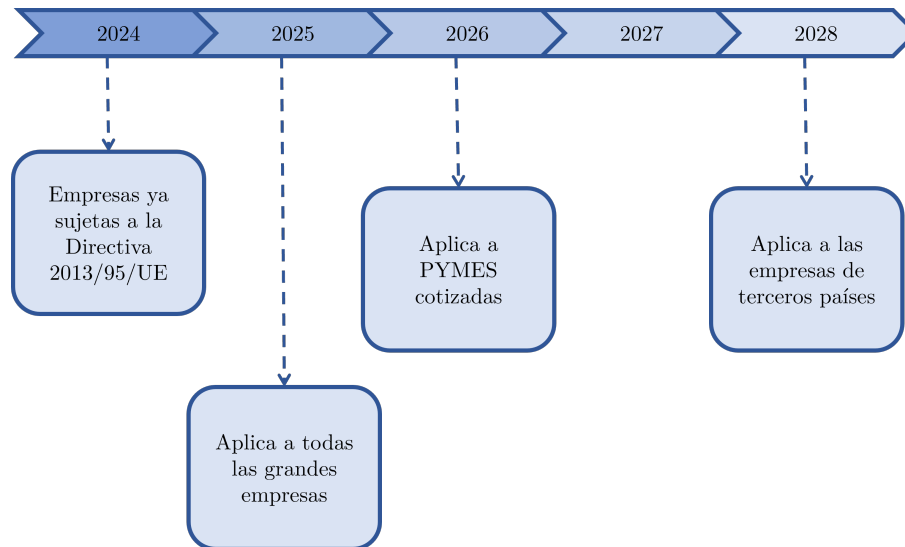 2024
2025
2026
2027
2028
Empresas ya
sujetas a la
Directiva
2013/95/UE
Aplica a todas
las grandes
empresas
Aplica a
PYMES
cotizadas
Aplica a las
empresas de
terceros países